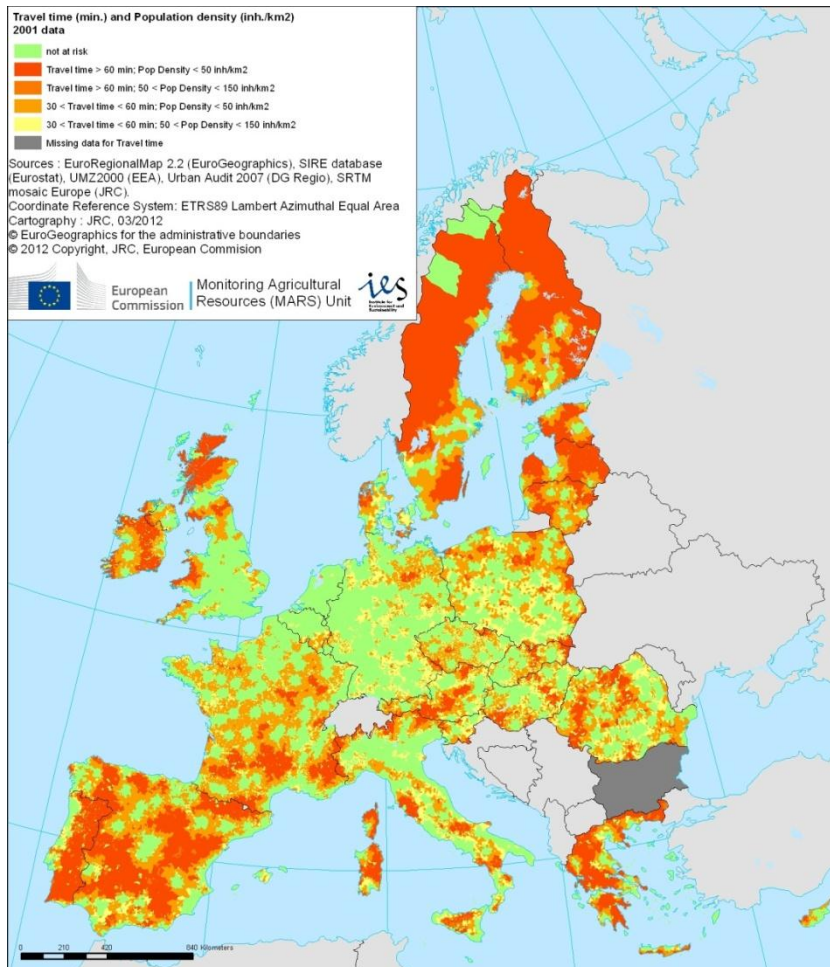 Travel time (min.) and Population density (inh./km2)
2001 data
not at risk
Travel time > 60 min; Pop Density < 50 inh/km2
Travel time > 60 min; 50 < Pop Density < 150 inh/km2
30 < Travel time < 60 min; Pop Density < 50 inh/km2
30 < Travel time < 60 min; 50 < Pop Density < 150 inh/km2
Missing data for Travel time
Sources : EuroRegionalMap 2.2 (EuroGeographics), SIRE database
(Eurostat), UMZ2000 (EEA), Urban Audit 2007 (DG Regio), SRTM
mosaic Europe (JRC).
Coordinate Reference System: ETRS89 Lambert Azimuthal Equal Area
Cartography : JRC, 03/2012
© EuroGeographics for the administrative boundaries
© 2012 Copyright, JRC, European Commision
European
Commission
Monitoring Agricultural
Resources (MARS) Unit
ies
Institute for
Environment and
Sustainability
0 210 420 840 Kilometers